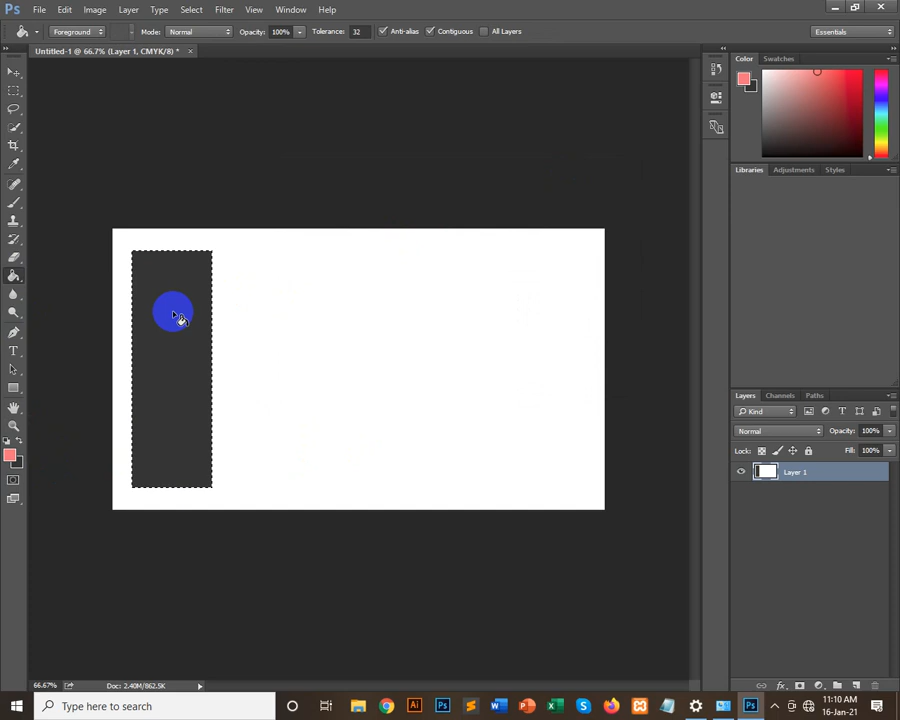 Ps File Edit Image Layer Type Select Filter View Window Help
Foreground Mode: Normal Opacity: 100% Tolerance: 32 Anti-alias Contiguous All Layers Essentials
Untitled-1 @ 66.7% (Layer 1, CMYK/8) * ×
Color Swatches
Libraries Adjustments Styles
Layers Channels Paths
Kind
Normal Opacity: 100%
Lock: Fill: 100%
Layer 1
66.67% Doc: 2.40M/862.5K
fx
Type here to search
Ai Ps
11:10 AM
16-Jan-21